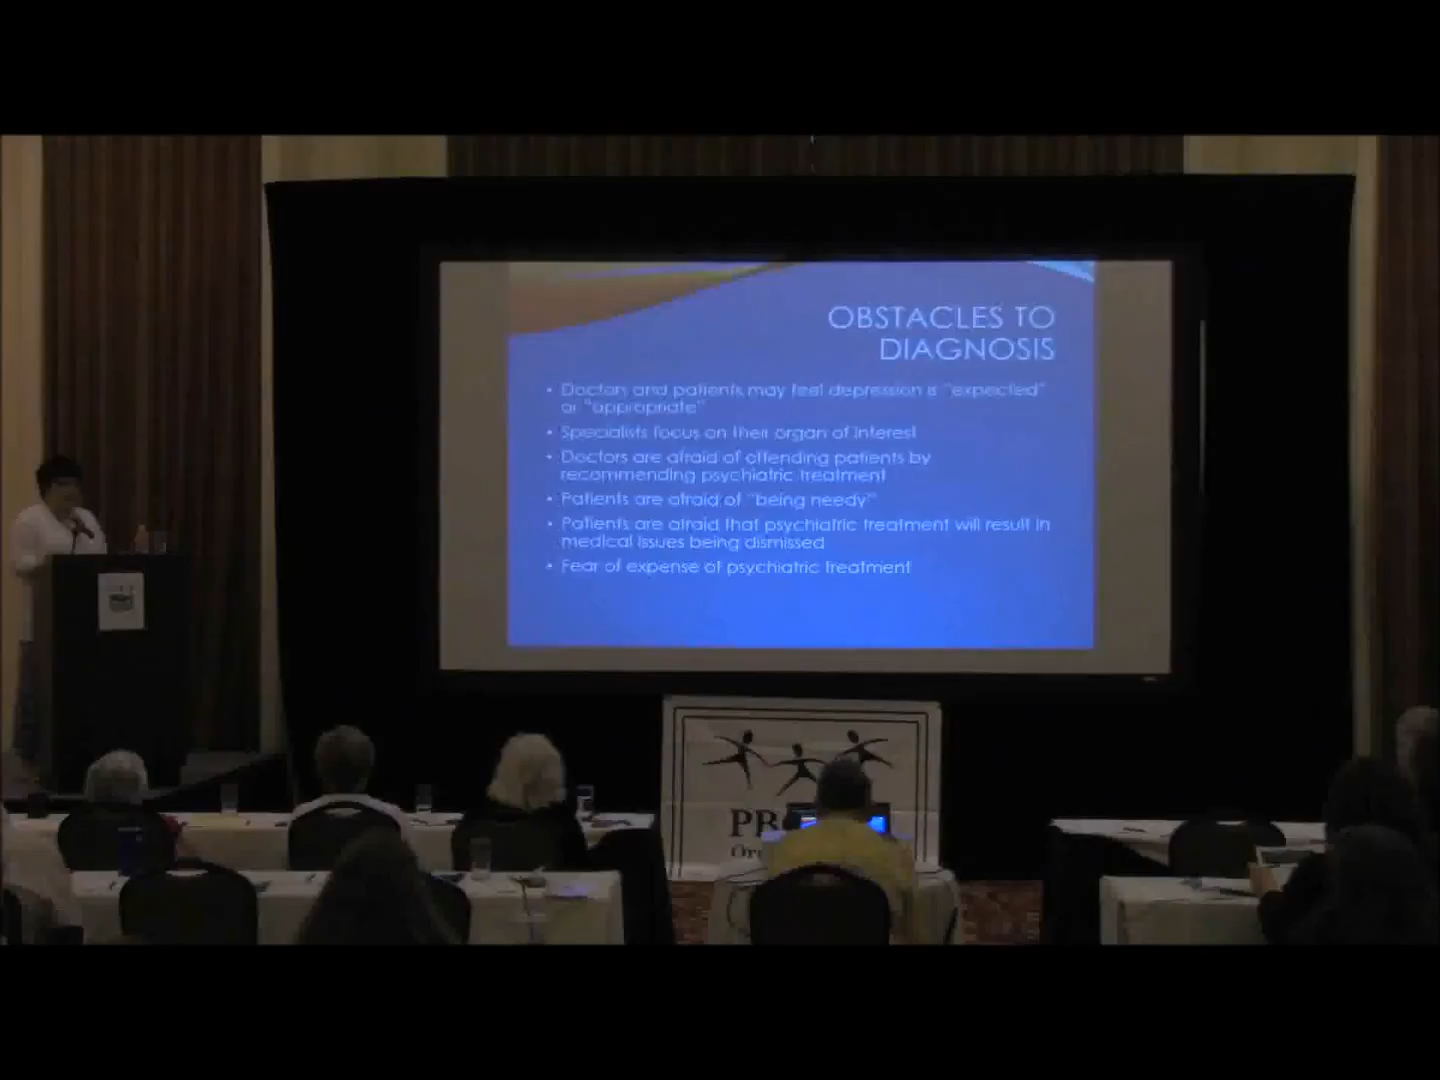 OBSTACLES TO
DIAGNOSIS
• Doctors and patients may feel depression is "expected"
or "appropriate"
• Specialists focus on their organ of interest
• Doctors are afraid of offending patients by
recommending psychiatric treatment
• Patients are afraid of "being needy"
• Patients are afraid that psychiatric treatment will result in
medical issues being dismissed
• Fear of expense of psychiatric treatment